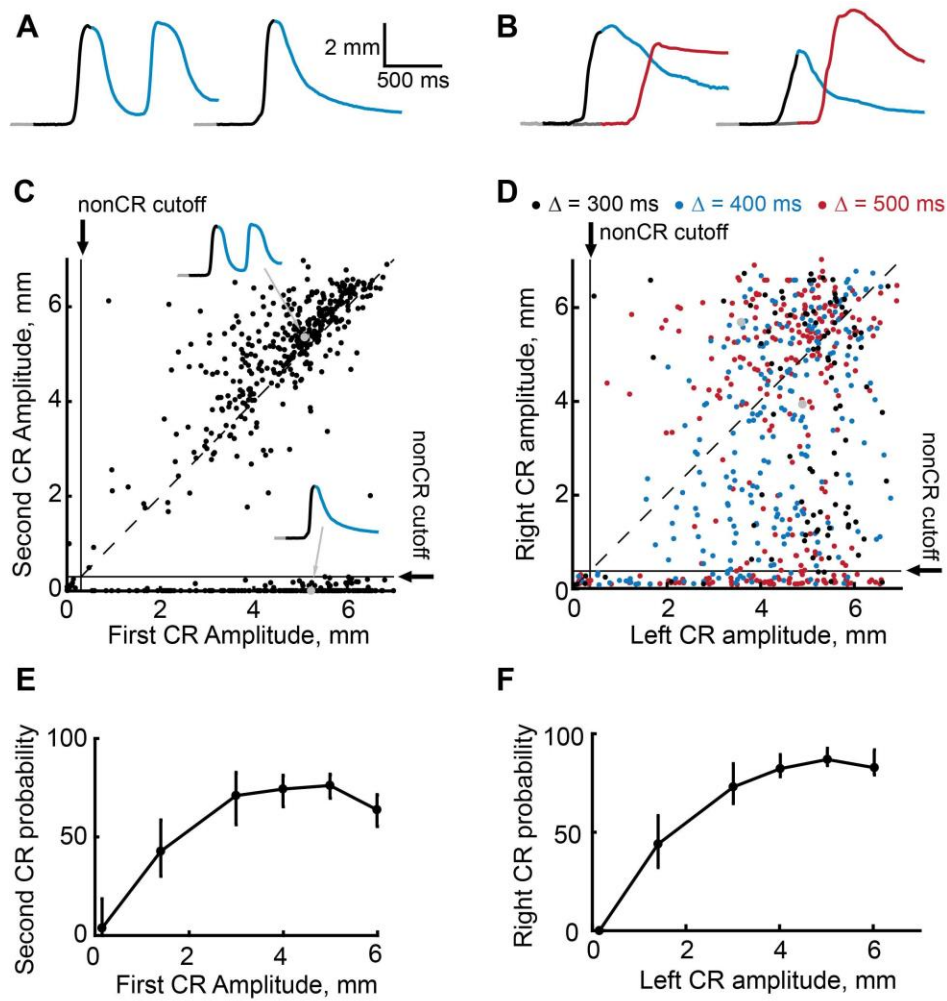 A
2 mm
500 ms
B
C
nonCR cutoff
Second CR Amplitude, mm
6
4
2
0
0 2 4 6
First CR Amplitude, mm
nonCR cutoff
D
• Δ = 300 ms • Δ = 400 ms • Δ = 500 ms
nonCR cutoff
Right CR amplitude, mm
6
4
2
0
0 2 4 6
Left CR amplitude, mm
nonCR cutoff
E
Second CR probability
100
50
0
0 2 4 6
First CR Amplitude, mm
F
Right CR probability
100
50
0
0 2 4 6
Left CR amplitude, mm